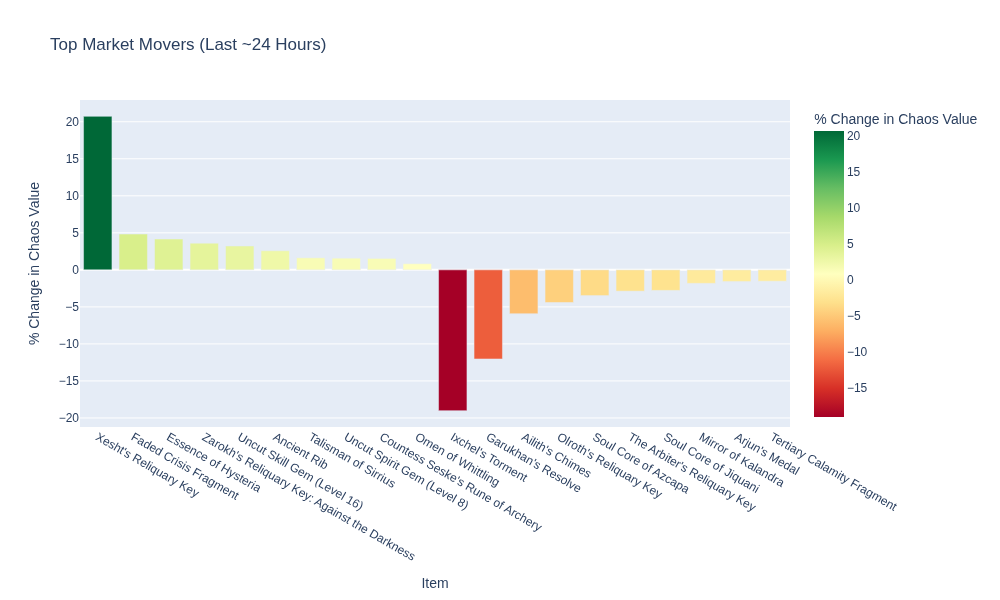 Top Market Movers (Last ~24 Hours)
% Change in Chaos Value
20
15
10
5
0
−5
−10
−15
−20
Xesht's Reliquary Key
Faded Crisis Fragment
Essence of Hysteria
Zarokh's Reliquary Key: Against the Darkness
Uncut Skill Gem (Level 16)
Ancient Rib
Talisman of Sirrius
Uncut Spirit Gem (Level 8)
Countess Seske's Rune of Archery
Omen of Whittling
Ixchel's Torment
Garukhan's Resolve
Ailith's Chimes
Olroth's Reliquary Key
Soul Core of Azcapa
The Arbiter's Reliquary Key
Soul Core of Jiquani
Mirror of Kalandra
Arjun's Medal
Tertiary Calamity Fragment
Item
% Change in Chaos Value
20
15
10
5
0
−5
−10
−15